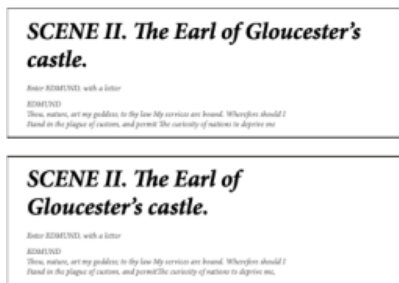 SCENE II. The Earl of Gloucester's
castle.
Enter EDMUND, with a letter
EDMUND
Thou, nature, art my goddess; to thy law My services are bound. Wherefore should I
Stand in the plague of custom, and permit The curiosity of nations to deprive me
SCENE II. The Earl of
Gloucester's castle.
Enter EDMUND, with a letter
EDMUND
Thou, nature, art my goddess; to thy law My services are bound. Wherefore should I
Stand in the plague of custom, and permit The curiosity of nations to deprive me,